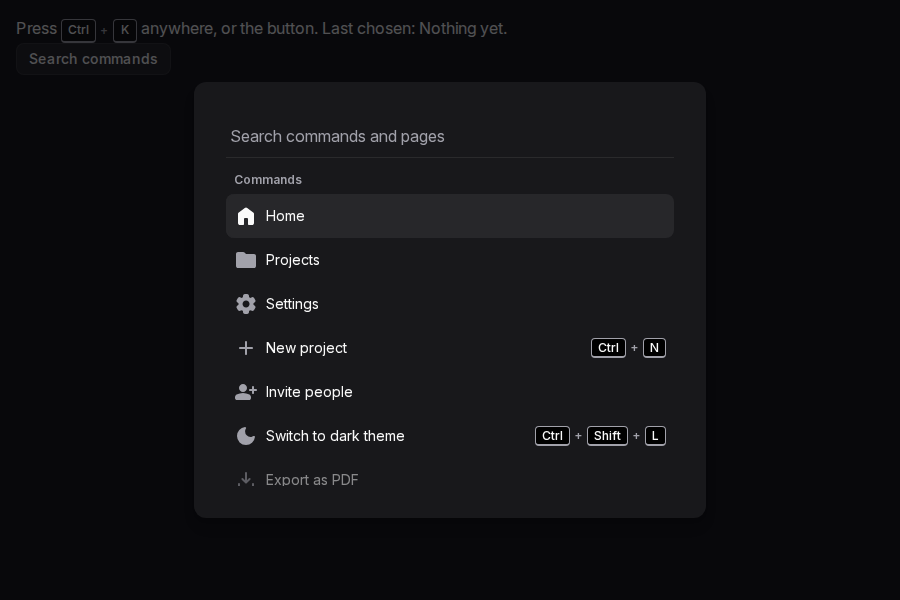 Press Ctrl + K anywhere, or the button. Last chosen: Nothing yet.
Search commands
Search commands and pages
Commands
Home
Projects
Settings
New project Ctrl + N
Invite people
Switch to dark theme Ctrl + Shift + L
Export as PDF